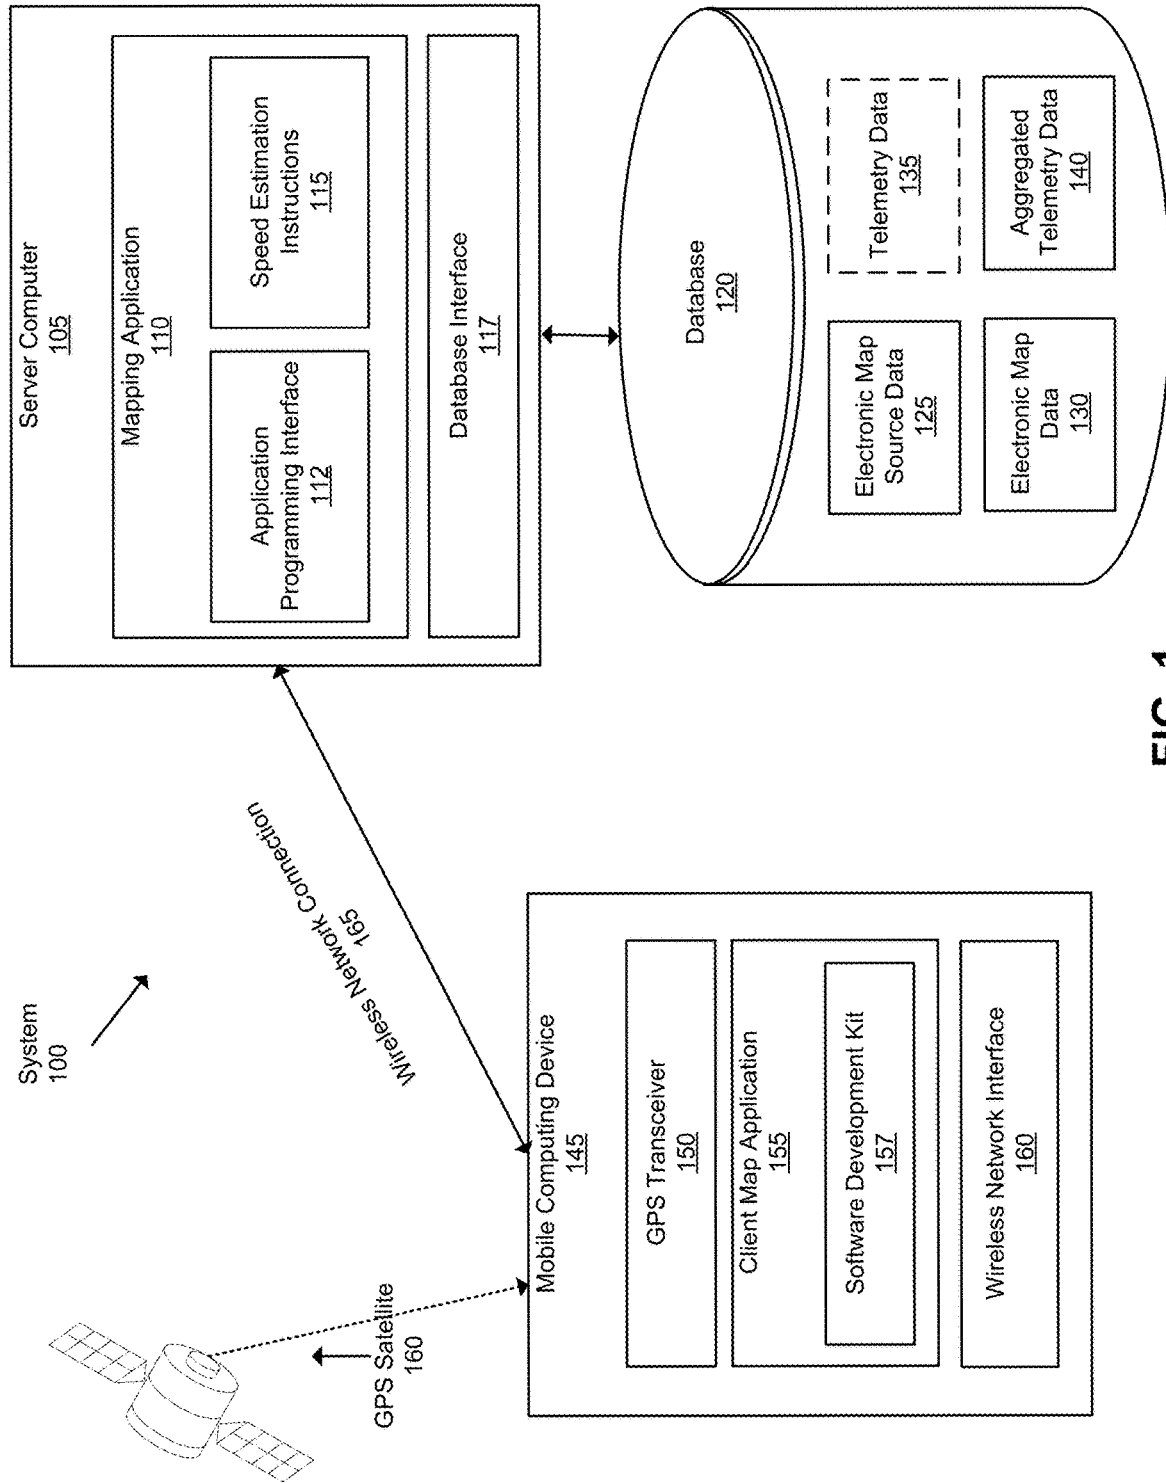 System
100
GPS Satellite
160
Wireless Network Connection
165
Mobile Computing Device
145
GPS Transceiver
150
Client Map Application
155
Software Development Kit
157
Wireless Network Interface
160
Server Computer
105
Mapping Application
110
Application
Programming Interface
112
Speed Estimation
Instructions
115
Database Interface
117
Database
120
Electronic Map
Source Data
125
Telemetry Data
135
Electronic Map
Data
130
Aggregated
Telemetry Data
140
FIG. 1